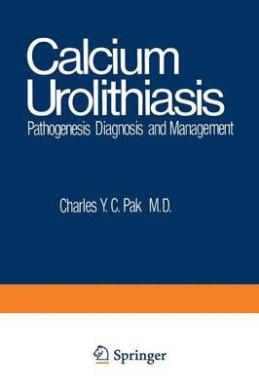 Calcium
Urolithiasis
Pathogenesis Diagnosis and Management
Charles Y. C. Pak M.D.
Springer